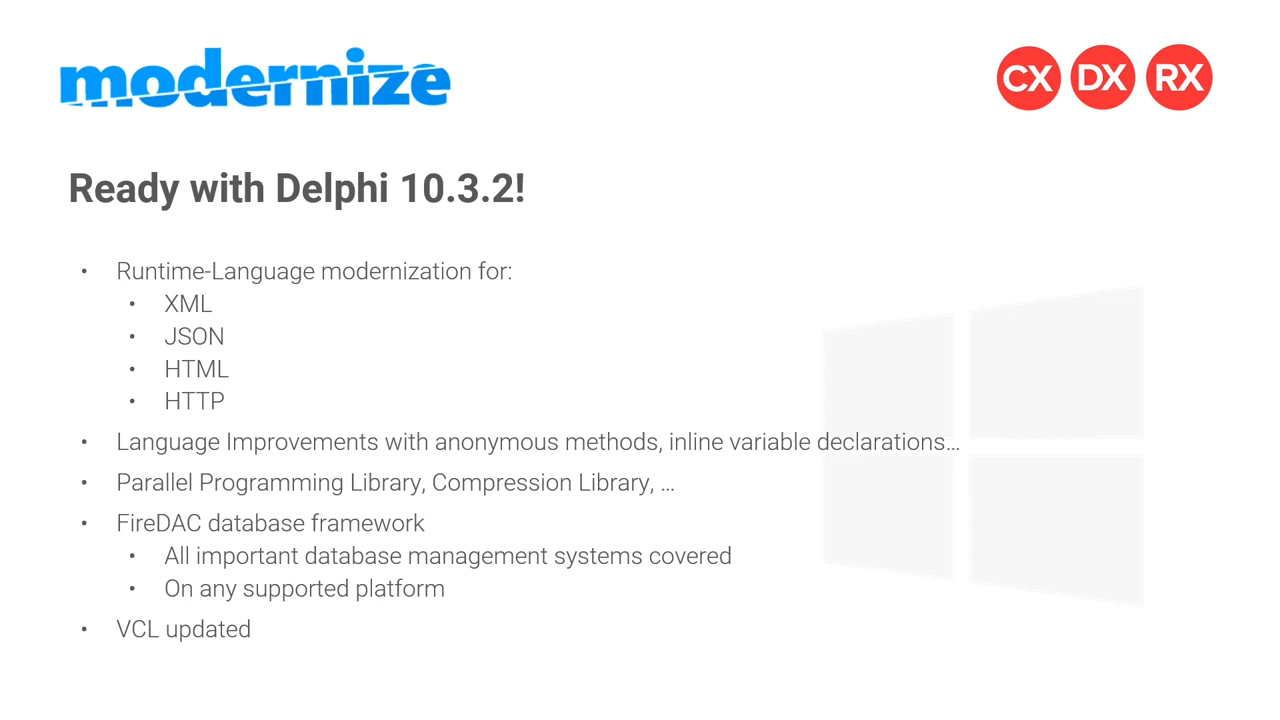 modernize
CX DX RX
Ready with Delphi 10.3.2!
• Runtime-Language modernization for:
• XML
• JSON
• HTML
• HTTP
• Language Improvements with anonymous methods, inline variable declarations...
• Parallel Programming Library, Compression Library, ...
• FireDAC database framework
• All important database management systems covered
• On any supported platform
• VCL updated